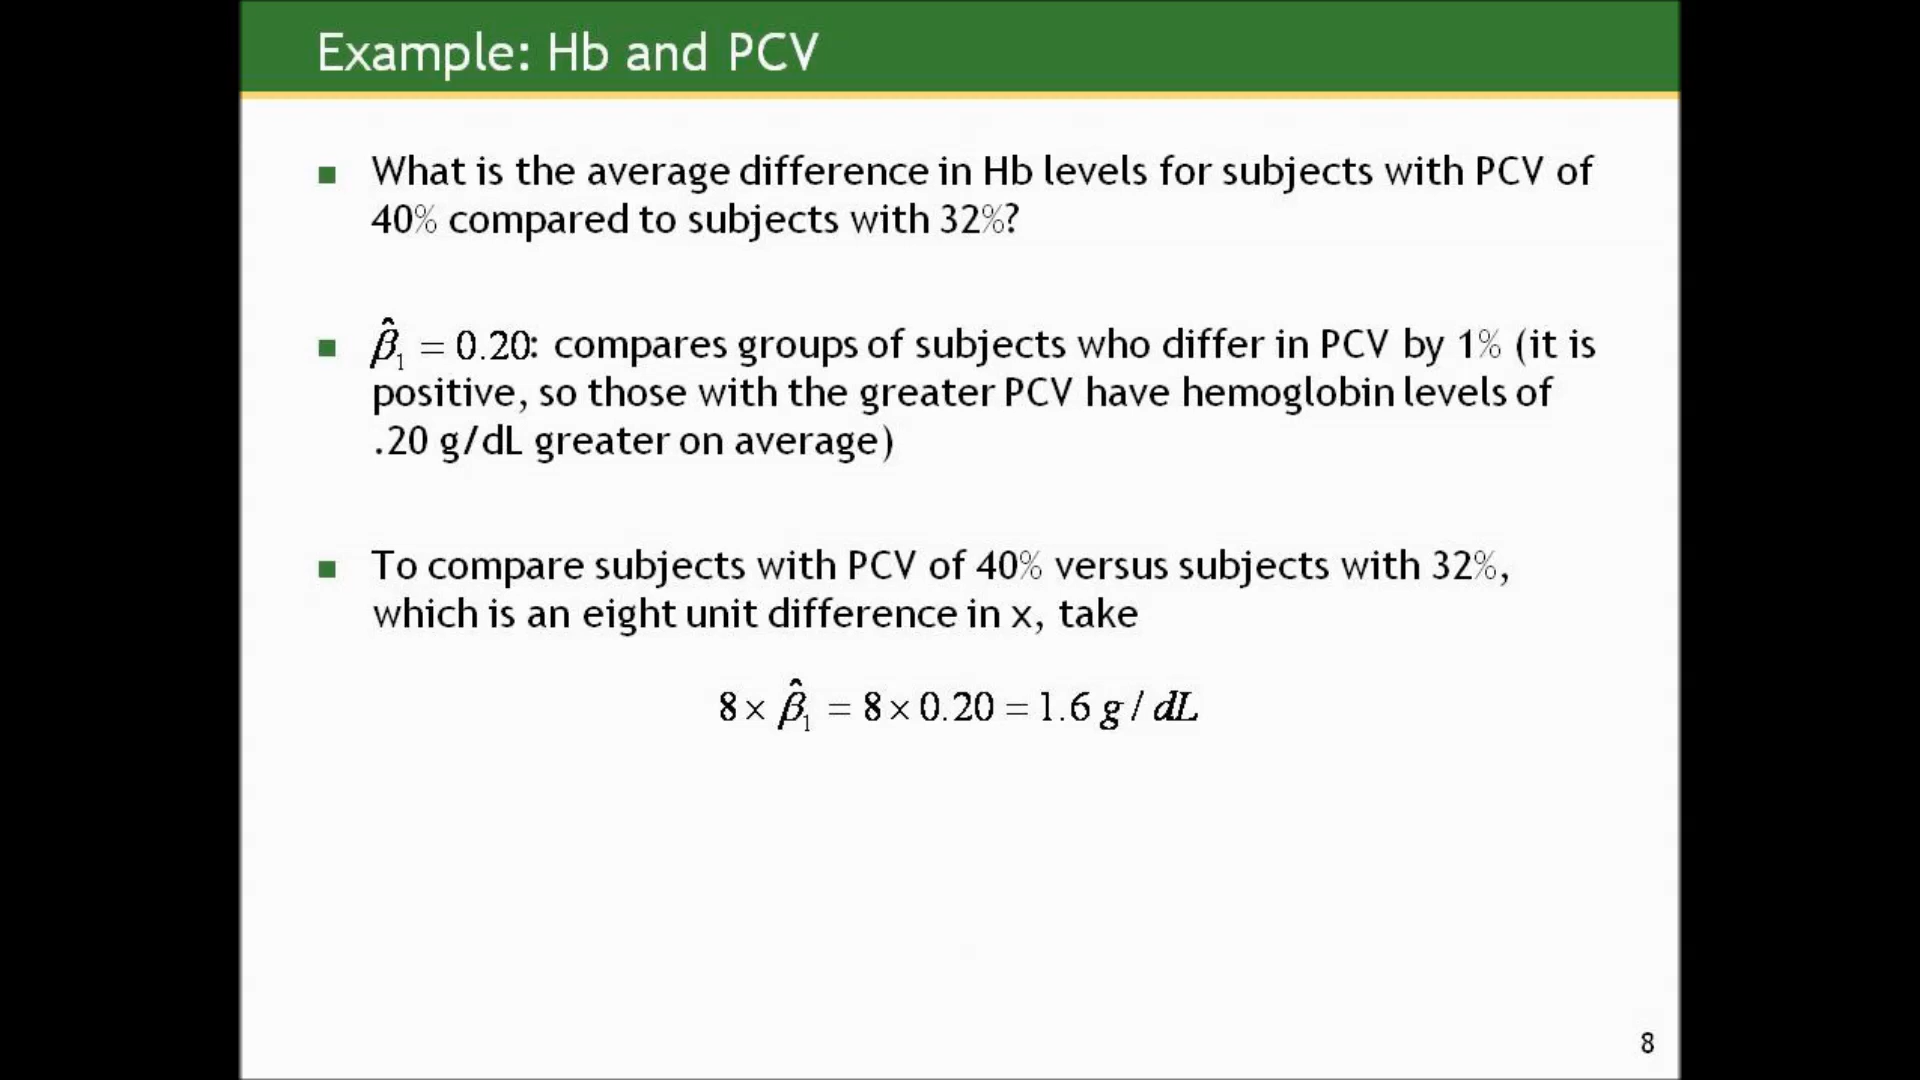 Example: Hb and PCV
What is the average difference in Hb levels for subjects with PCV of
40% compared to subjects with 32%?
β̂₁ = 0.20: compares groups of subjects who differ in PCV by 1% (it is
positive, so those with the greater PCV have hemoglobin levels of
.20 g/dL greater on average)
To compare subjects with PCV of 40% versus subjects with 32%,
which is an eight unit difference in x, take
8 × β̂₁ = 8 × 0.20 = 1.6 g / dL
8